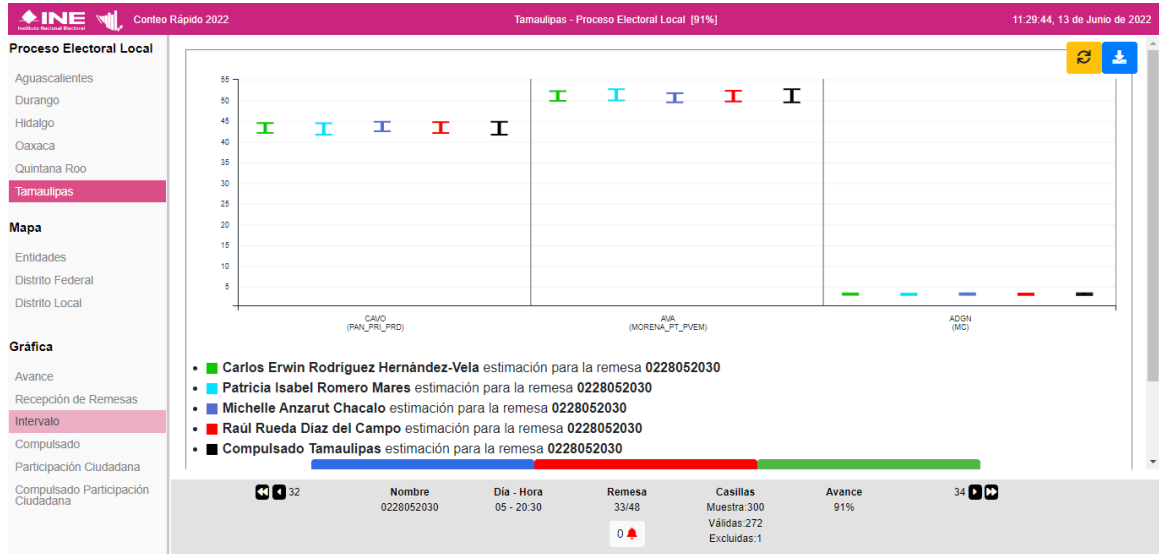 INE
Instituto Nacional Electoral
Conteo Rápido 2022
Tamaulipas - Proceso Electoral Local [91%]
11:29:44, 13 de Junio de 2022
Proceso Electoral Local
Aguascalientes
Durango
Hidalgo
Oaxaca
Quintana Roo
Tamaulipas
Mapa
Entidades
Distrito Federal
Distrito Local
Gráfica
Avance
Recepción de Remesas
Intervalo
Compulsado
Participación Ciudadana
Compulsado Participación
Ciudadana
55
50
45
40
35
30
25
20
15
10
5
CAVO
(PAN_PRI_PRD)
AVA
(MORENA_PT_PVEM)
ADGN
(MC)
Carlos Erwin Rodríguez Hernández-Vela estimación para la remesa 0228052030
Patricia Isabel Romero Mares estimación para la remesa 0228052030
Michelle Anzarut Chacalo estimación para la remesa 0228052030
Raúl Rueda Díaz del Campo estimación para la remesa 0228052030
Compulsado Tamaulipas estimación para la remesa 0228052030
32
Nombre
0228052030
Día - Hora
05 - 20:30
Remesa
33/48
0
Casillas
Muestra:300
Válidas:272
Excluidas:1
Avance
91%
34